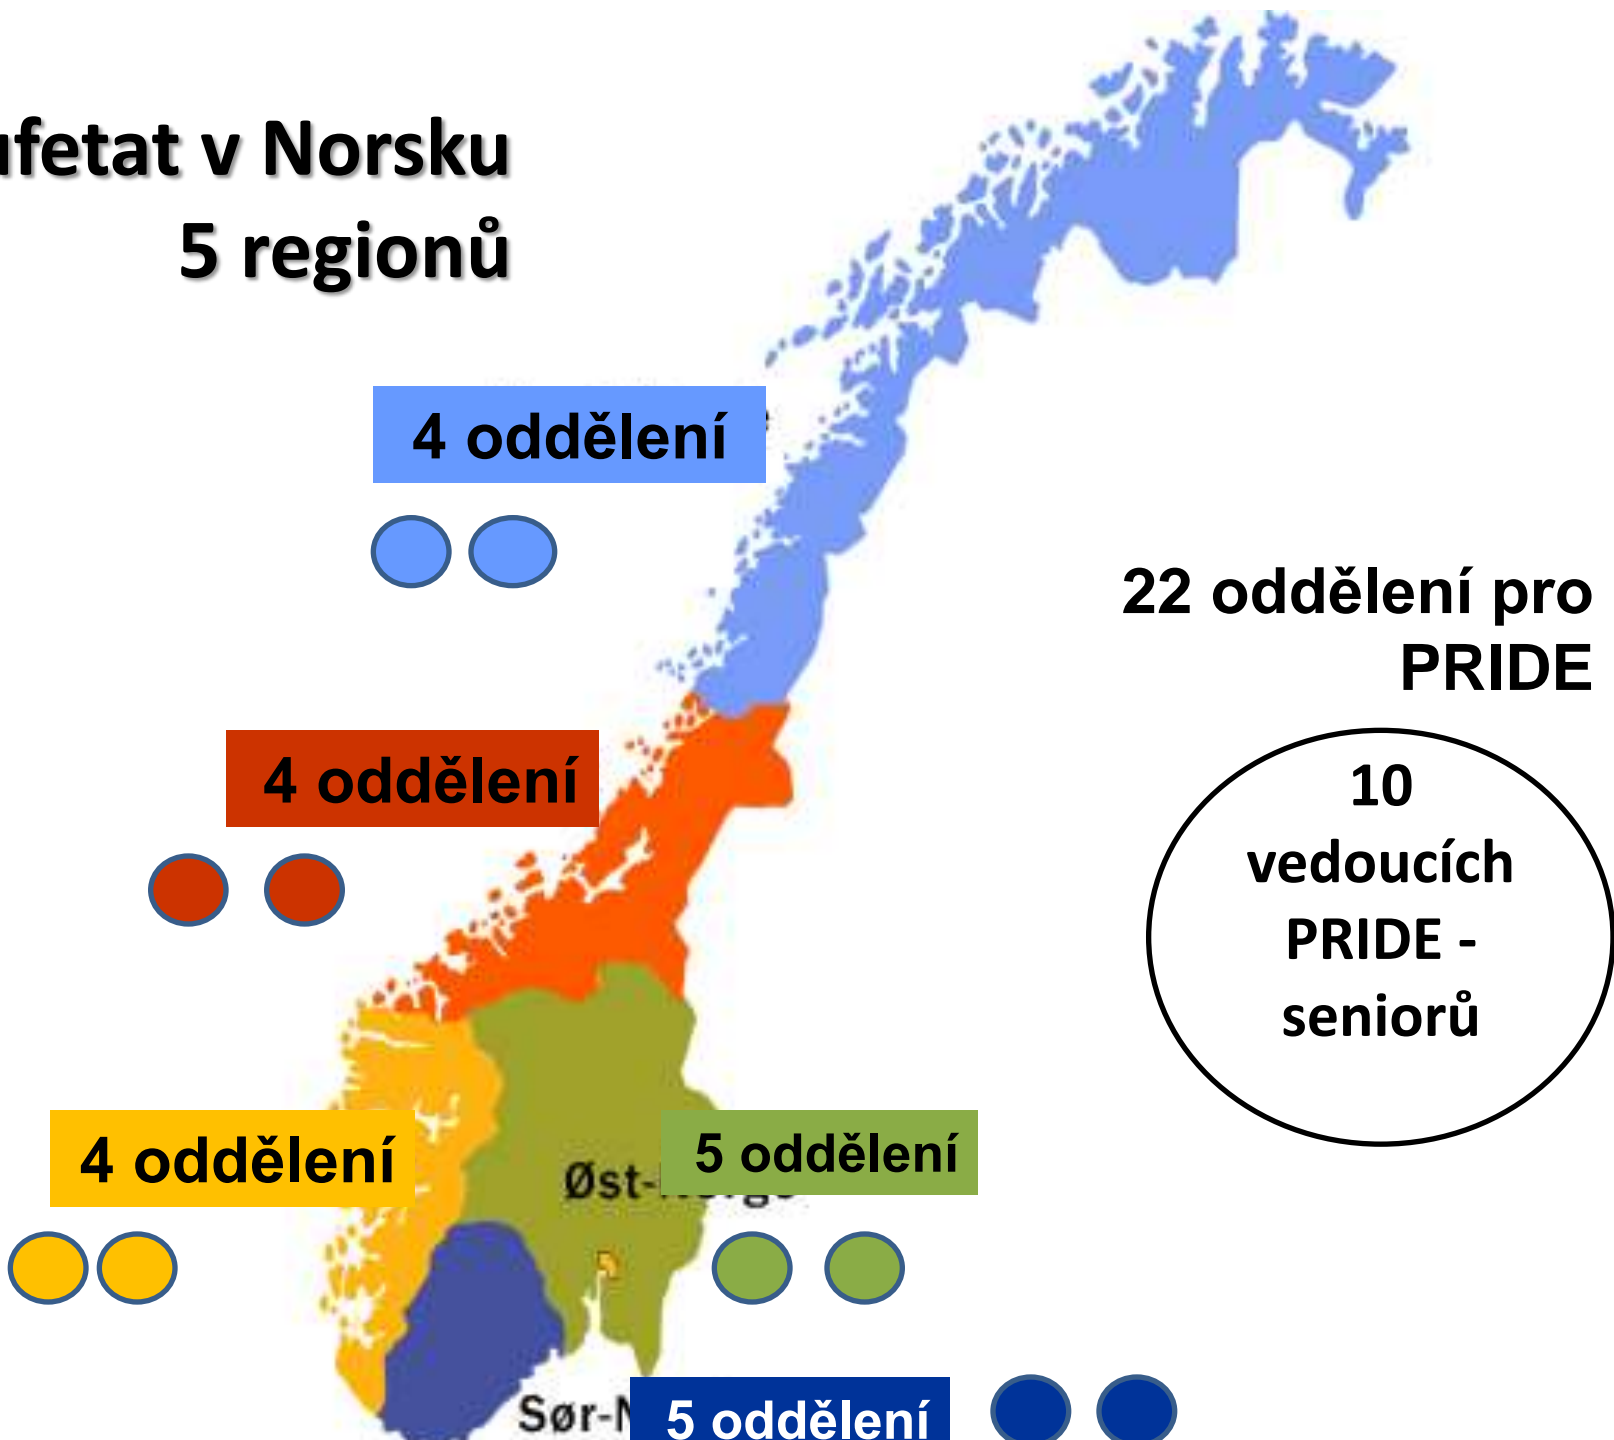 v Norsku
5 regionů
4 oddělení
22 oddělení pro
PRIDE
4 oddělení
10
vedoucích
PRIDE -
seniorů
4 oddělení
5 oddělení
Øst-
Sør-
5 oddělení